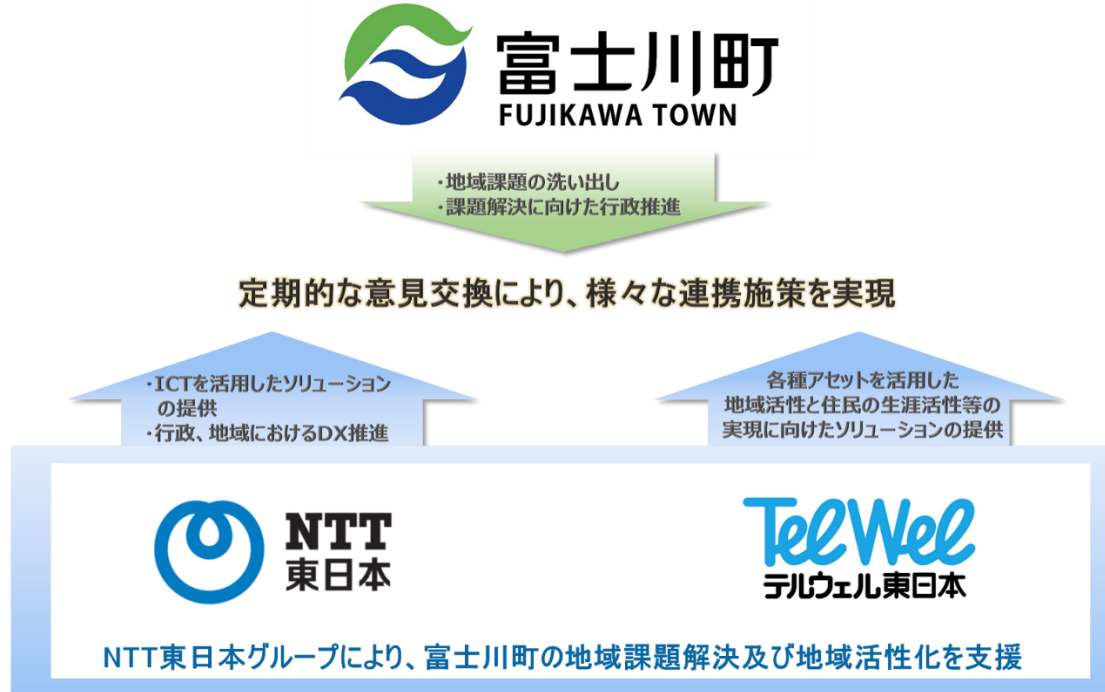 富士川町
FUJIKAWA TOWN
・地域課題の洗い出し
・課題解決に向けた行政推進
定期的な意見交換により、様々な連携施策を実現
・ICTを活用したソリューション
の提供
・行政、地域におけるDX推進
各種アセットを活用した
地域活性と住民の生涯活性等の
実現に向けたソリューションの提供
NTT
東日本
TelWel
テルウェル東日本
NTT東日本グループにより、富士川町の地域課題解決及び地域活性化を支援